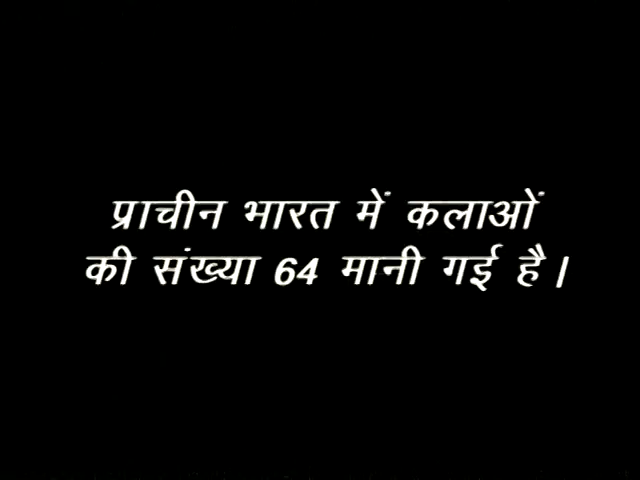 प्राचीन भारत में कलाओं
की संख्या 64 मानी गई है।